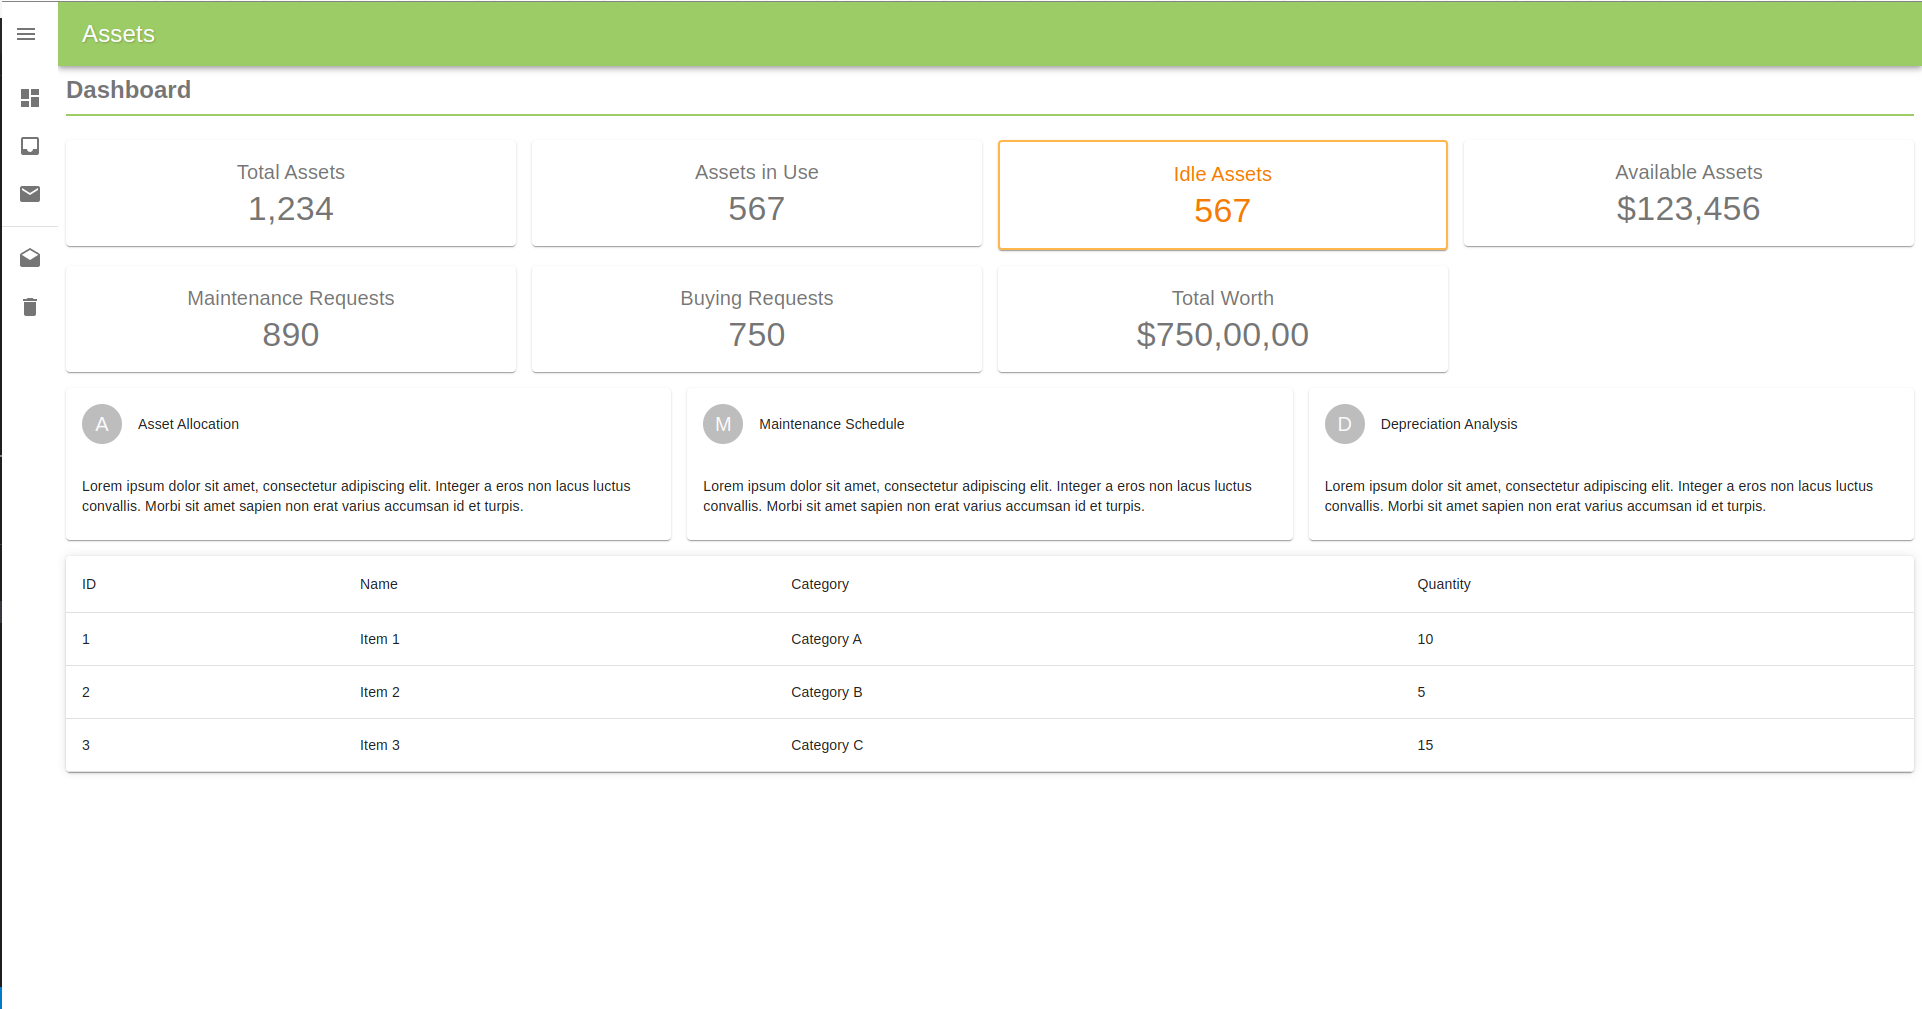 Assets
Dashboard
Total Assets
1,234
Assets in Use
567
Idle Assets
567
Available Assets
$123,456
Maintenance Requests
890
Buying Requests
750
Total Worth
$750,00,00
A Asset Allocation
Lorem ipsum dolor sit amet, consectetur adipiscing elit. Integer a eros non lacus luctus
convallis. Morbi sit amet sapien non erat varius accumsan id et turpis.
M Maintenance Schedule
Lorem ipsum dolor sit amet, consectetur adipiscing elit. Integer a eros non lacus luctus
convallis. Morbi sit amet sapien non erat varius accumsan id et turpis.
D Depreciation Analysis
Lorem ipsum dolor sit amet, consectetur adipiscing elit. Integer a eros non lacus luctus
convallis. Morbi sit amet sapien non erat varius accumsan id et turpis.
ID Name Category Quantity
1 Item 1 Category A 10
2 Item 2 Category B 5
3 Item 3 Category C 15